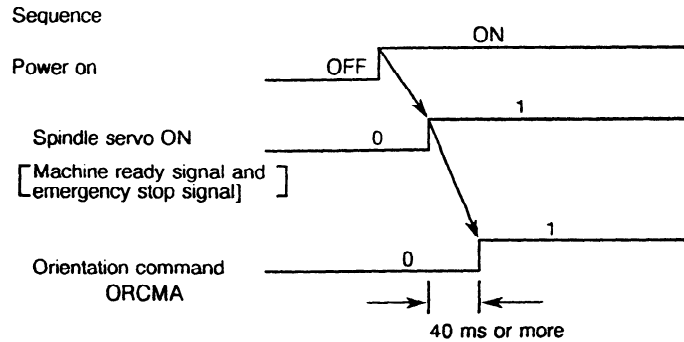 Sequence
ON
Power on
OFF
1
Spindle servo ON
0
[Machine ready signal and
emergency stop signal]]
1
0
Orientation command
ORCMA
40 ms or more